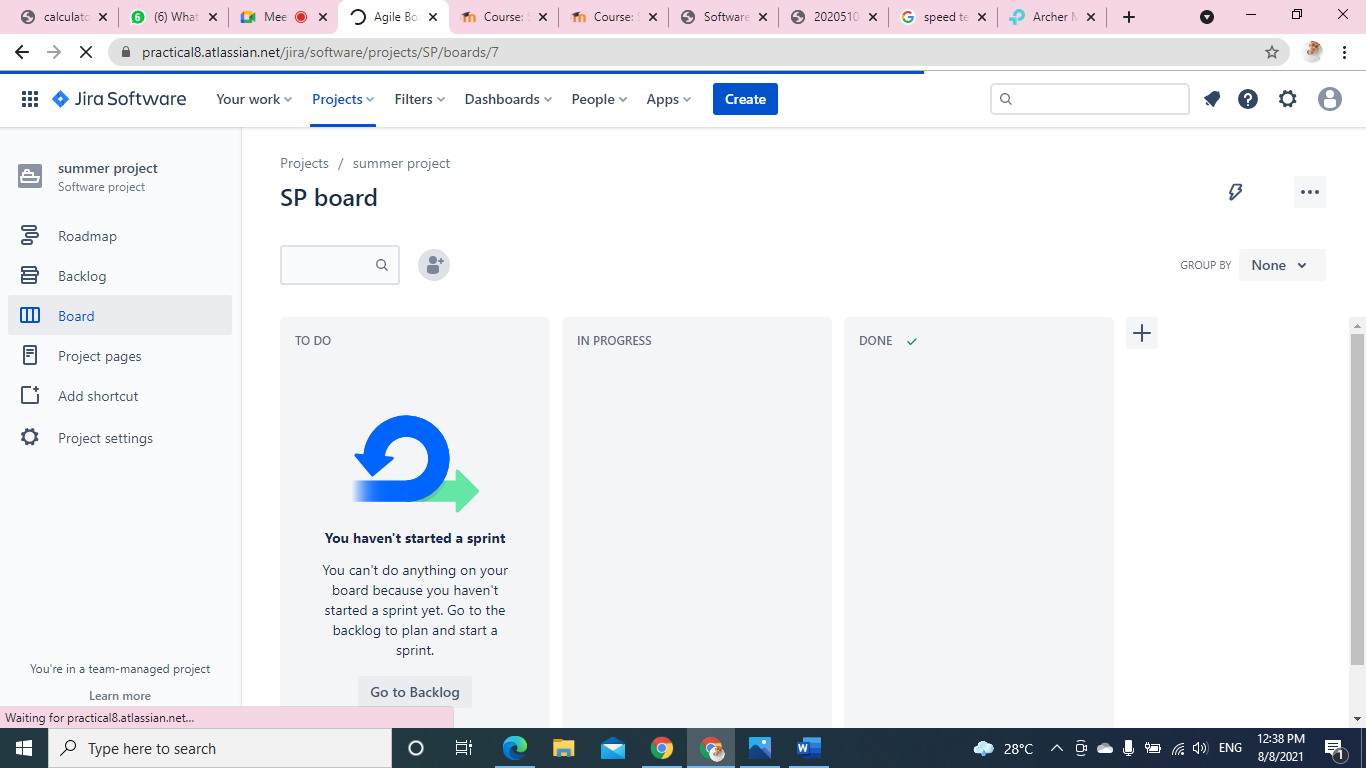 calculato
(6) What
Mee
Agile Bo
Course: S
Course: S
Software
2020510
speed te
Archer M
practical8.atlassian.net/jira/software/projects/SP/boards/7
Jira Software
Your work
Projects
Filters
Dashboards
People
Apps
Create
summer project
Software project
Roadmap
Backlog
Board
Project pages
Add shortcut
Project settings
You're in a team-managed project
Learn more
Projects / summer project
SP board
GROUP BY
None
TO DO
IN PROGRESS
DONE
You haven't started a sprint
You can't do anything on your
board because you haven't
started a sprint yet. Go to the
backlog to plan and start a
sprint.
Go to Backlog
Waiting for practical8.atlassian.net...
Type here to search
28°C
ENG
12:38 PM
8/8/2021
1